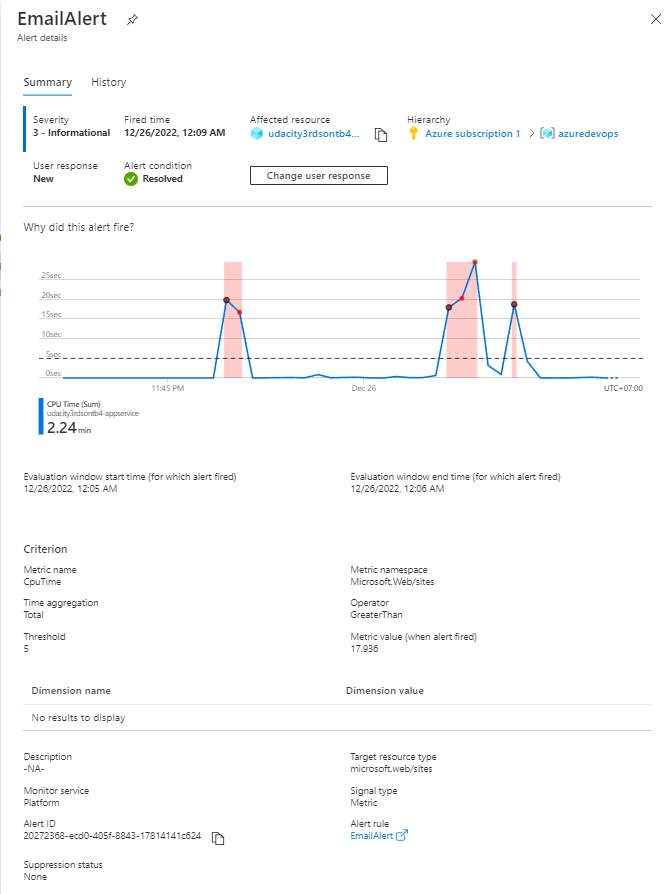 EmailAlert
Alert details
Summary
History
Severity
3 - Informational
Fired time
12/26/2022, 12:09 AM
Affected resource
udacity3rdsontb4...
Hierarchy
Azure subscription 1 > azuredevops
User response
New
Alert condition
Resolved
Change user response
Why did this alert fire?
25sec
20sec
15sec
10sec
5sec
0sec
11:45 PM
Dec 26
UTC+07:00
CPU Time (Sum)
udacity3rdsontb4-appservice
2.24 min
Evaluation window start time (for which alert fired)
12/26/2022, 12:05 AM
Evaluation window end time (for which alert fired)
12/26/2022, 12:06 AM
Criterion
Metric name
CpuTime
Metric namespace
Microsoft.Web/sites
Time aggregation
Total
Operator
GreaterThan
Threshold
5
Metric value (when alert fired)
17.936
Dimension name
Dimension value
No results to display
Description
-NA-
Target resource type
microsoft.web/sites
Monitor service
Platform
Signal type
Metric
Alert ID
20272368-ecd0-405f-8843-17814141c624
Alert rule
EmailAlert
Suppression status
None